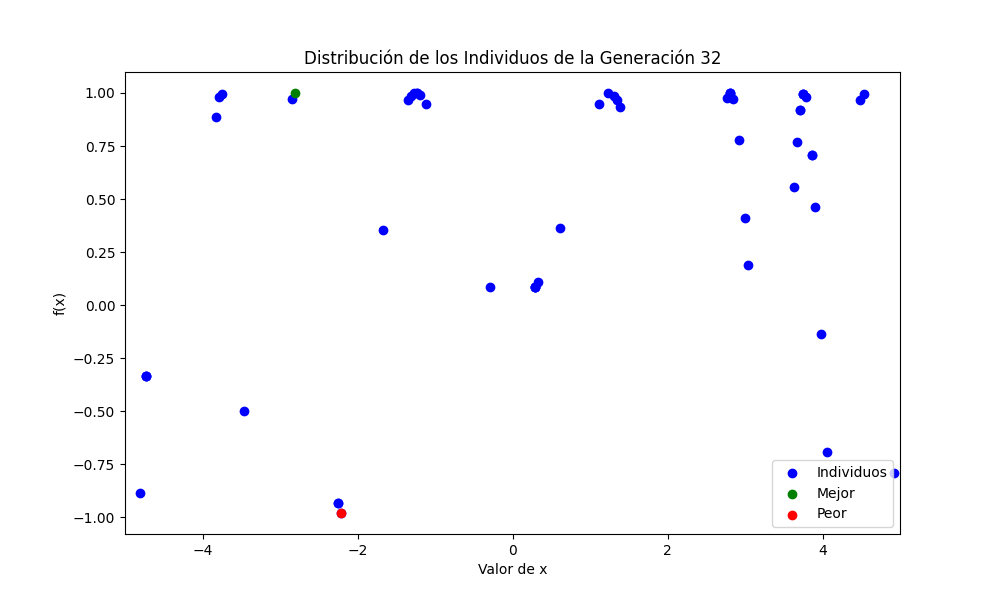 Distribución de los Individuos de la Generación 32
f(x)
1.00
0.75
0.50
0.25
0.00
−0.25
−0.50
−0.75
−1.00
−4
−2
0
2
4
Valor de x
Individuos
Mejor
Peor